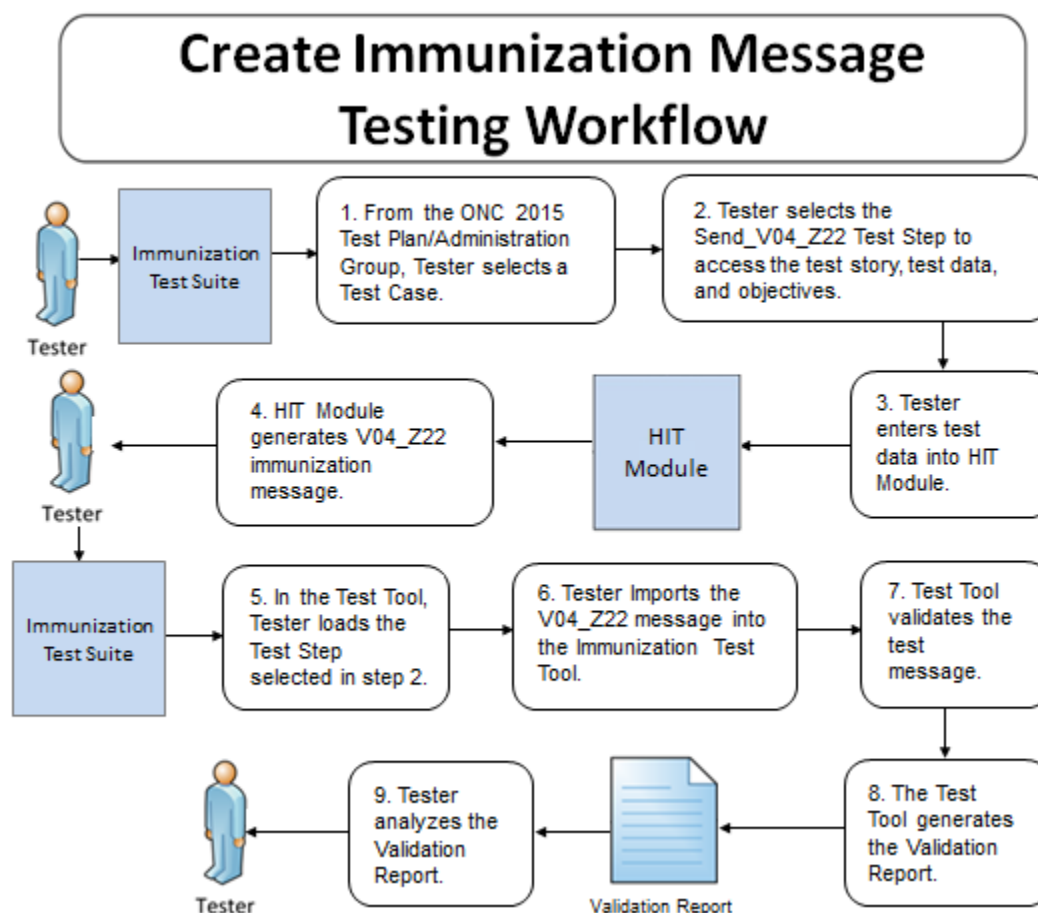 Create Immunization Message
Testing Workflow
Tester
Immunization
Test Suite
1. From the ONC 2015
Test Plan/Administration
Group, Tester selects a
Test Case.
2. Tester selects the
Send_V04_Z22 Test Step to
access the test story, test data,
and objectives.
3. Tester
enters test
data into HIT
Module.
HIT
Module
4. HIT Module
generates V04_Z22
immunization
message.
Tester
Immunization
Test Suite
5. In the Test Tool,
Tester loads the
Test Step
selected in step 2.
6. Tester Imports the
V04_Z22 message into
the Immunization Test
Tool.
7. Test Tool
validates the
test
message.
8. The Test
Tool generates
the Validation
Report.
Validation Report
9. Tester
analyzes the
Validation
Report.
Tester